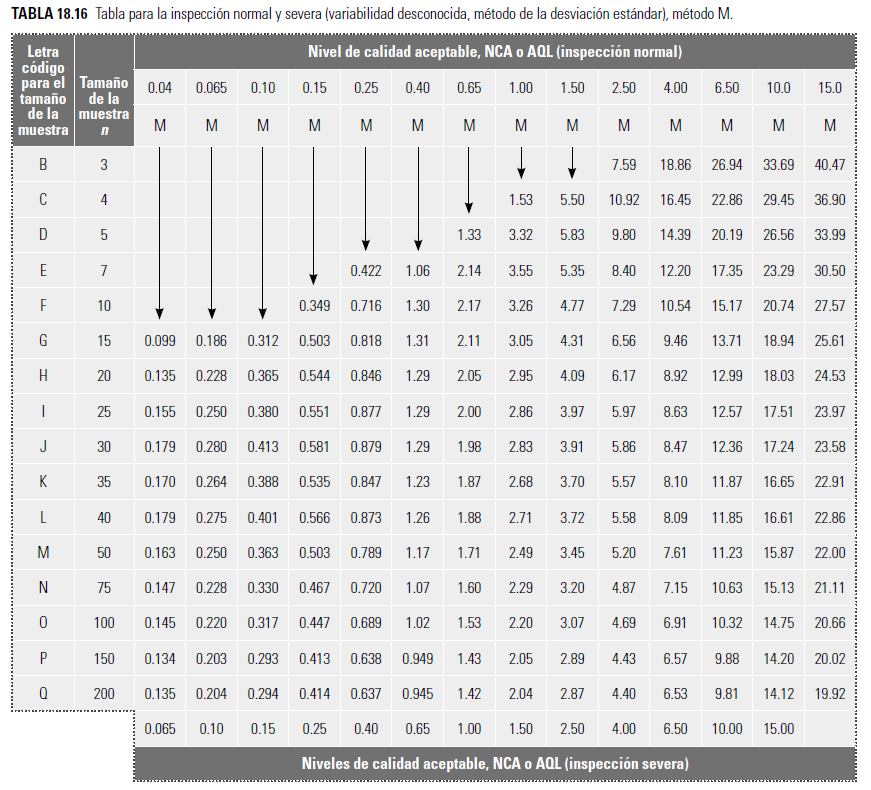 TABLA 18.16 Tabla para la inspección normal y severa (variabilidad desconocida, método de la desviación estándar), método M.
Letra código para el tamaño de la muestra Tamaño de la muestra n Nivel de calidad aceptable, NCA o AQL (inspección normal)
0.04 0.065 0.10 0.15 0.25 0.40 0.65 1.00 1.50 2.50 4.00 6.50 10.0 15.0
M M M M M M M M M M M M M M
B 3 7.59 18.86 26.94 33.69 40.47
C 4 1.53 5.50 10.92 16.45 22.86 29.45 36.90
D 5 1.33 3.32 5.83 9.80 14.39 20.19 26.56 33.99
E 7 0.422 1.06 2.14 3.55 5.35 8.40 12.20 17.35 23.29 30.50
F 10 0.349 0.716 1.30 2.17 3.26 4.77 7.29 10.54 15.17 20.74 27.57
G 15 0.099 0.186 0.312 0.503 0.818 1.31 2.11 3.05 4.31 6.56 9.46 13.71 18.94 25.61
H 20 0.135 0.228 0.365 0.544 0.846 1.29 2.05 2.95 4.09 6.17 8.92 12.99 18.03 24.53
I 25 0.155 0.250 0.380 0.551 0.877 1.29 2.00 2.86 3.97 5.97 8.63 12.57 17.51 23.97
J 30 0.179 0.280 0.413 0.581 0.879 1.29 1.98 2.83 3.91 5.86 8.47 12.36 17.24 23.58
K 35 0.170 0.264 0.388 0.535 0.847 1.23 1.87 2.68 3.70 5.57 8.10 11.87 16.65 22.91
L 40 0.179 0.275 0.401 0.566 0.873 1.26 1.88 2.71 3.72 5.58 8.09 11.85 16.61 22.86
M 50 0.163 0.250 0.363 0.503 0.789 1.17 1.71 2.49 3.45 5.20 7.61 11.23 15.87 22.00
N 75 0.147 0.228 0.330 0.467 0.720 1.07 1.60 2.29 3.20 4.87 7.15 10.63 15.13 21.11
O 100 0.145 0.220 0.317 0.447 0.689 1.02 1.53 2.20 3.07 4.69 6.91 10.32 14.75 20.66
P 150 0.134 0.203 0.293 0.413 0.638 0.949 1.43 2.05 2.89 4.43 6.57 9.88 14.20 20.02
Q 200 0.135 0.204 0.294 0.414 0.637 0.945 1.42 2.04 2.87 4.40 6.53 9.81 14.12 19.92
0.065 0.10 0.15 0.25 0.40 0.65 1.00 1.50 2.50 4.00 6.50 10.00 15.00
Niveles de calidad aceptable, NCA o AQL (inspección severa)